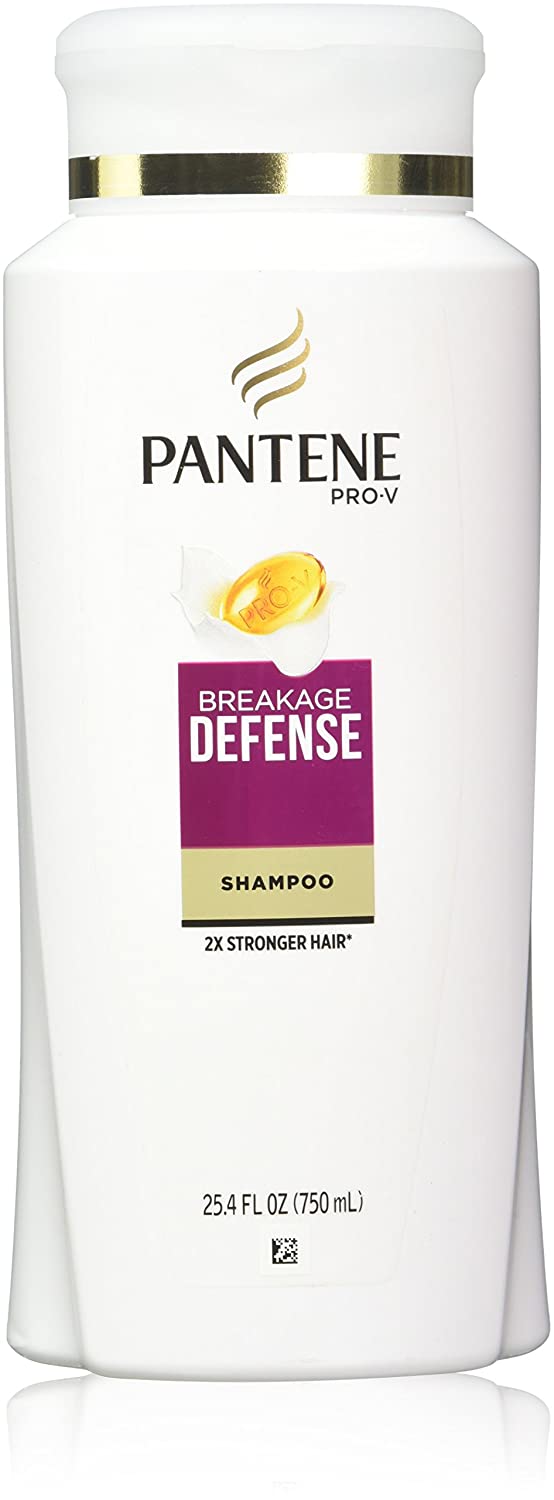 PANTENE
PRO-V
PRO-V
BREAKAGE
DEFENSE
SHAMPOO
2X STRONGER HAIR*
25.4 FL OZ (750 mL)